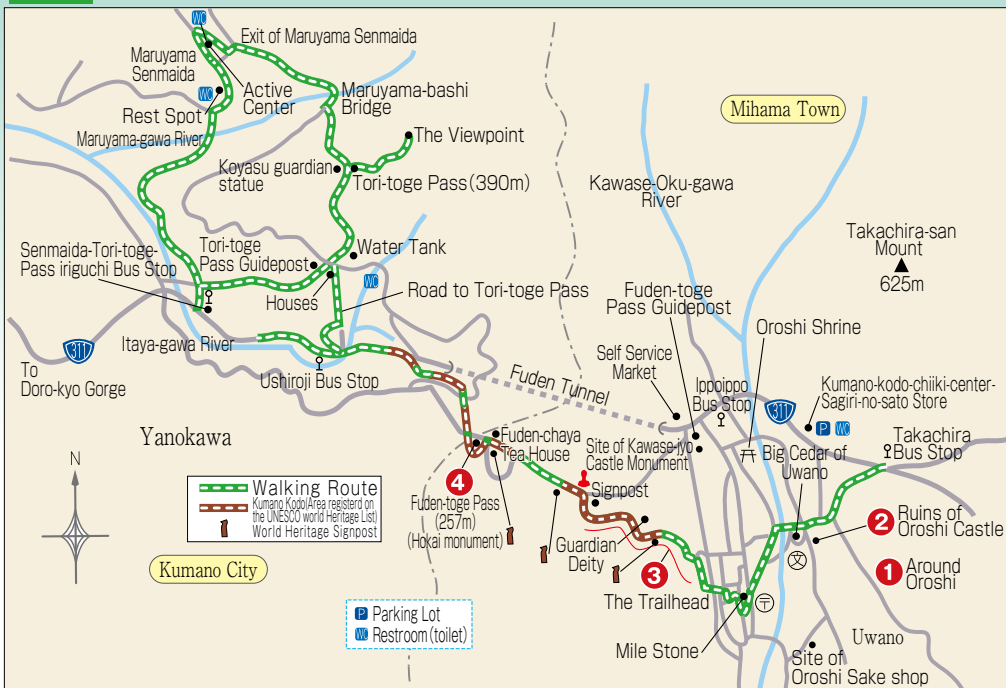 WC
Exit of Maruyama Senmaida
Maruyama
Senmaida
Active
Center
WC
Rest Spot
Maruyama-bashi
Bridge
Maruyama-gawa River
The Viewpoint
Koyasu guardian
statue
Tori-toge Pass(390m)
Mihama Town
Kawase-Oku-gawa
River
Takachira-san
Mount
625m
Senmaida-Tori-toge-
Pass iriguchi Bus Stop
Tori-toge
Pass Guidepost
Water Tank
WC
Houses
Road to Tori-toge Pass
Fuden-toge
Pass Guidepost
Oroshi Shrine
Itaya-gawa River
311
To
Doro-kyo Gorge
Ushiroji Bus Stop
Fuden Tunnel
Self Service
Market
Ippoippo
Bus Stop
311
Kumano-kodo-chiiki-center-
Sagiri-no-sato Store
P WC
Yanokawa
Fuden-chaya
Tea House
Site of Kawase-jyo
Castle Monument
Big Cedar of
Uwano
Takachira
Bus Stop
N
Walking Route
Kumano Kodo(Area registerd on
the UNESCO world Heritage List)
World Heritage Signpost
4
Fuden-toge Pass
(257m)
(Hokai monument)
Signpost
Guardian
Deity
3
The Trailhead
2
Ruins of
Oroshi Castle
文
1
Around
Oroshi
〒
Kumano City
P Parking Lot
WC Restroom(toilet)
Mile Stone
Uwano
Site of
Oroshi Sake shop